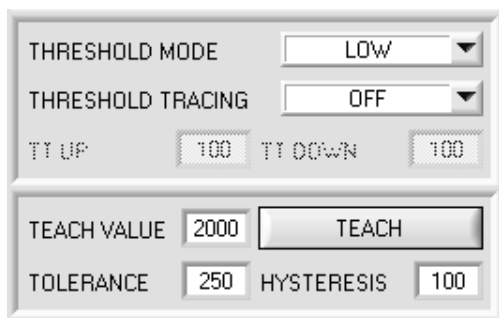 THRESHOLD MODE LOW
THRESHOLD TRACING OFF
TT UP 100 TT DOWN 100
TEACH VALUE 2000 TEACH
TOLERANCE 250 HYSTERESIS 100